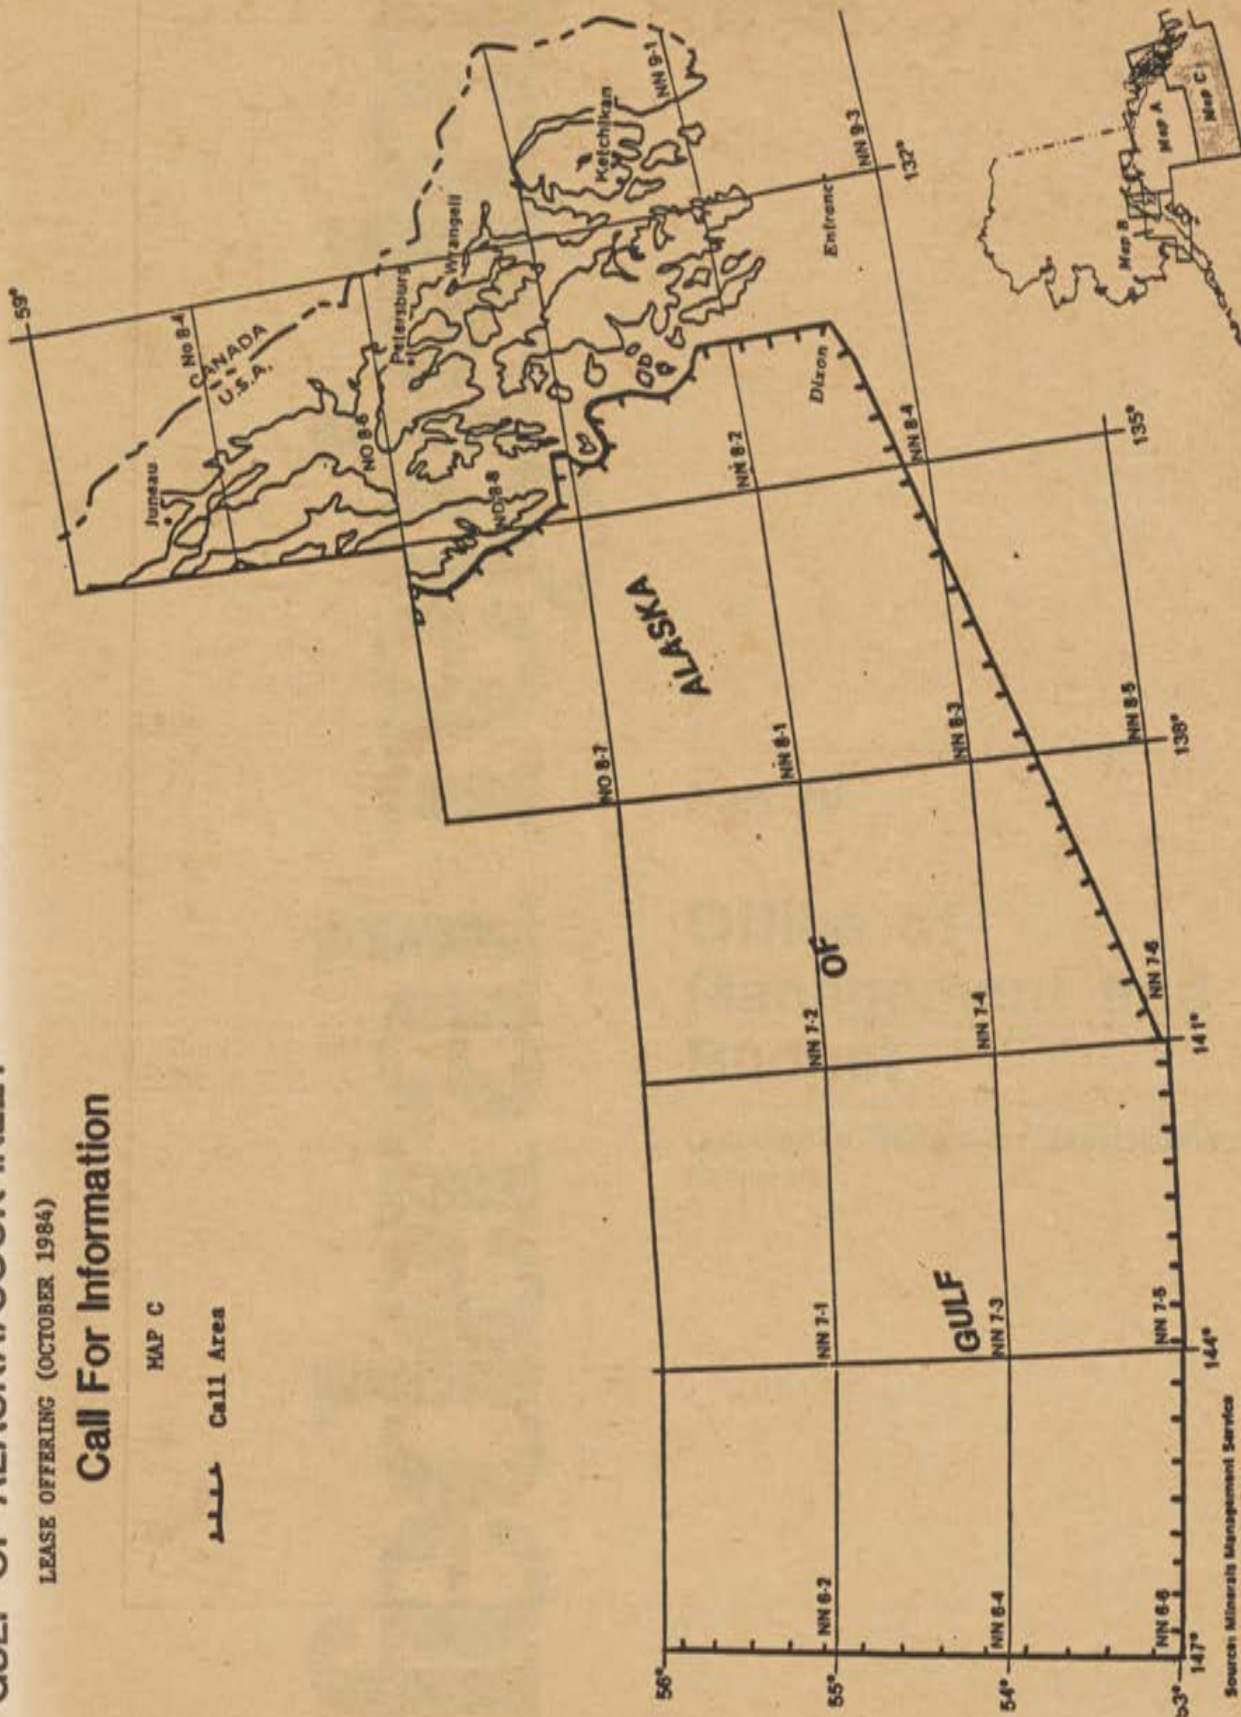 LEASE OFFERING (OCTOBER 1984)
Call For Information
MAP C
Call Area
59°
No 8-4
CANADA
U.S.A.
Juneau
NO 8-6
Petersburg
Wrangell
NO 8-8
Ketchikan
NN 9-1
NN 9-3
132°
Dixon
NN 8-2
NN 8-4
135°
NO 8-7
NN 8-1
NN 8-3
NN 8-5
138°
GULF
OF
ALASKA
NN 7-2
NN 7-4
NN 7-6
141°
NN 7-1
NN 7-3
NN 7-5
144°
56°
55°
54°
NN 6-2
NN 6-4
NN 6-6
147°
Map B
Map A
Map C
Source: Minerals Management Service